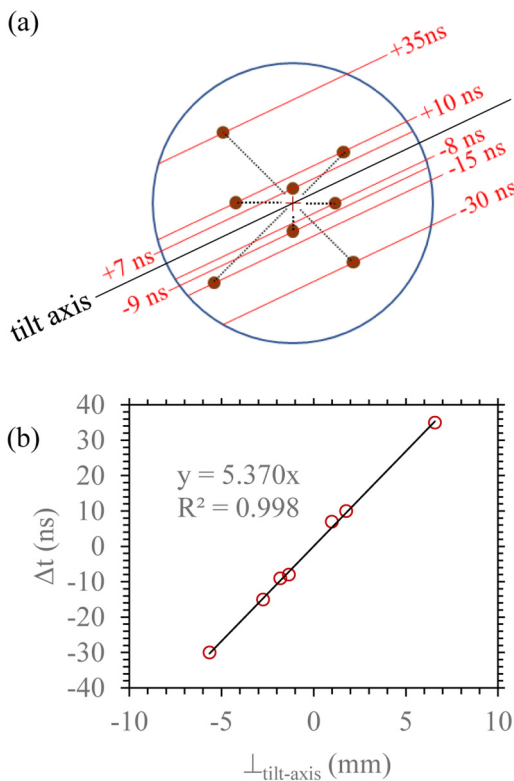 (a)
+35ns
+10 ns
-8 ns
-15 ns
-30 ns
+7 ns
-9 ns
tilt axis
(b)
40
30
20
10
0
-10
-20
-30
-40
Δt (ns)
y = 5.370x
R² = 0.998
-10 -5 0 5 10
⊥tilt-axis (mm)